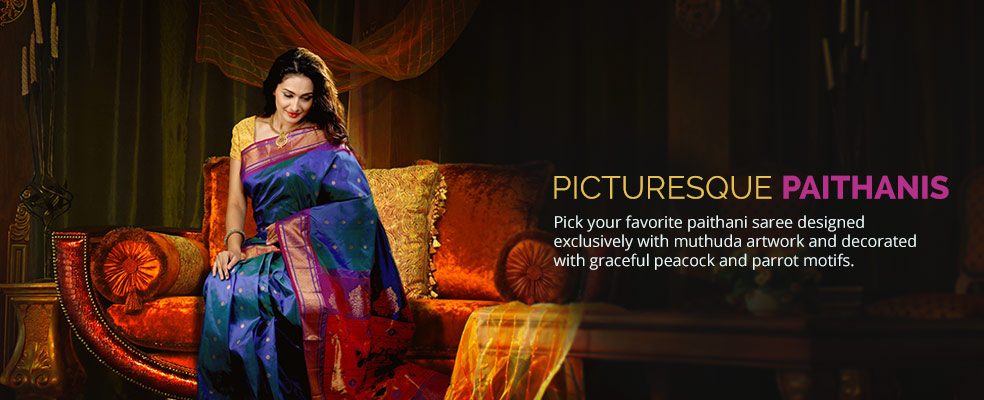 PICTURESQUE PAITHANIS
Pick your favorite paithani saree designed
exclusively with muthuda artwork and decorated
with graceful peacock and parrot motifs.